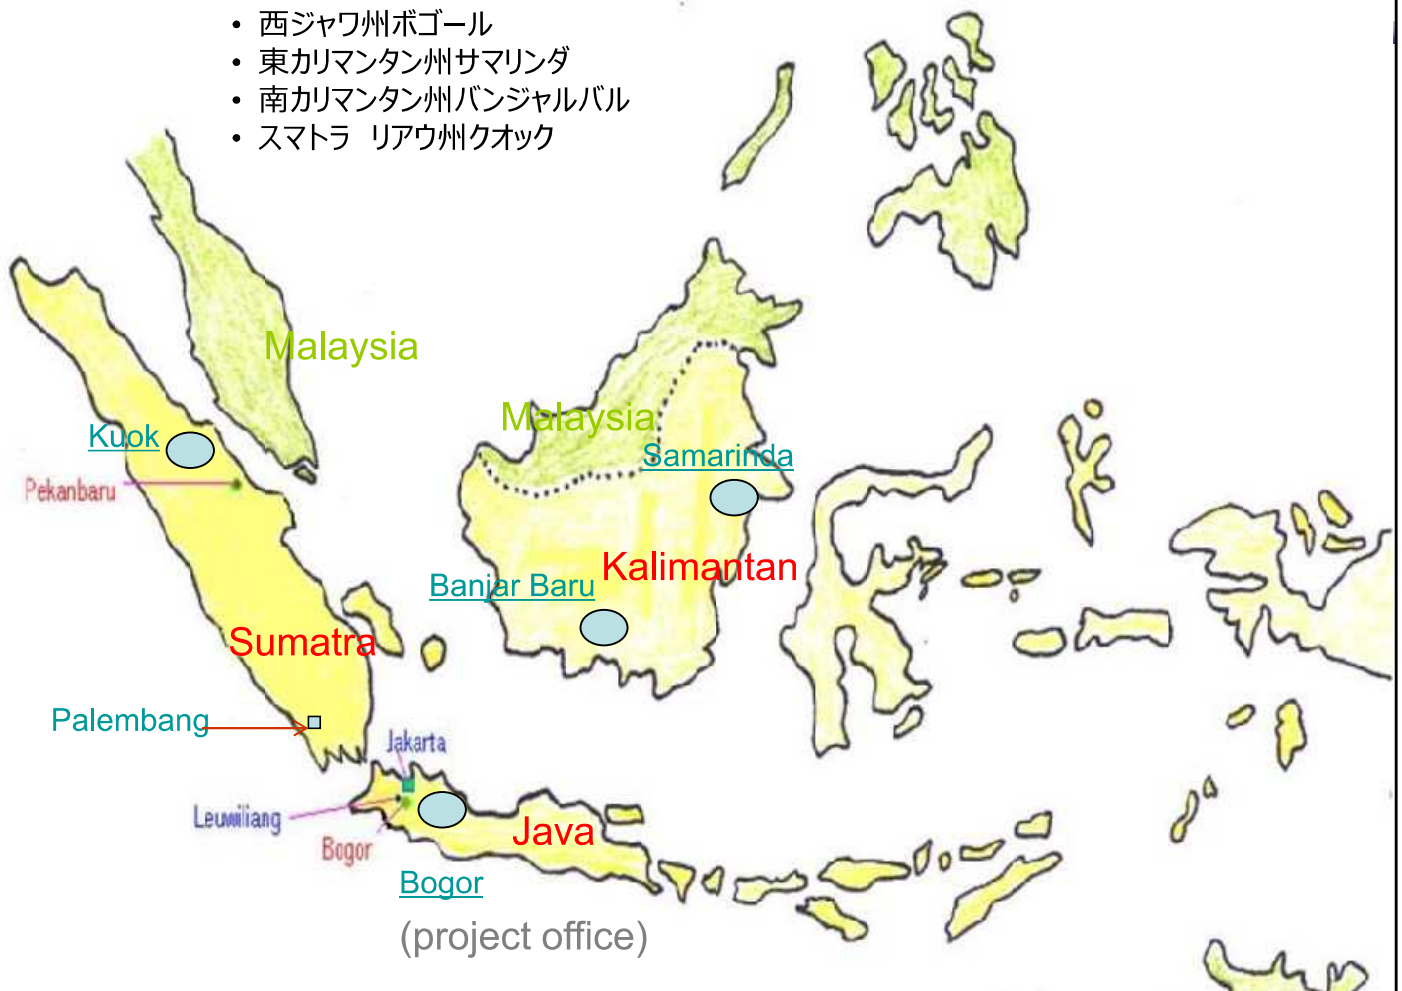 • 西ジャワ州ボゴール
• 東カリマンタン州サマリンダ
• 南カリマンタン州バンジャルバル
• スマトラ　リアウ州クオック
Malaysia
Malaysia
Kuok
Samarinda
Pekanbaru
Kalimantan
Banjar Baru
Sumatra
Palembang
Jakarta
Leuwiliang
Java
Bogor
Bogor
(project office)